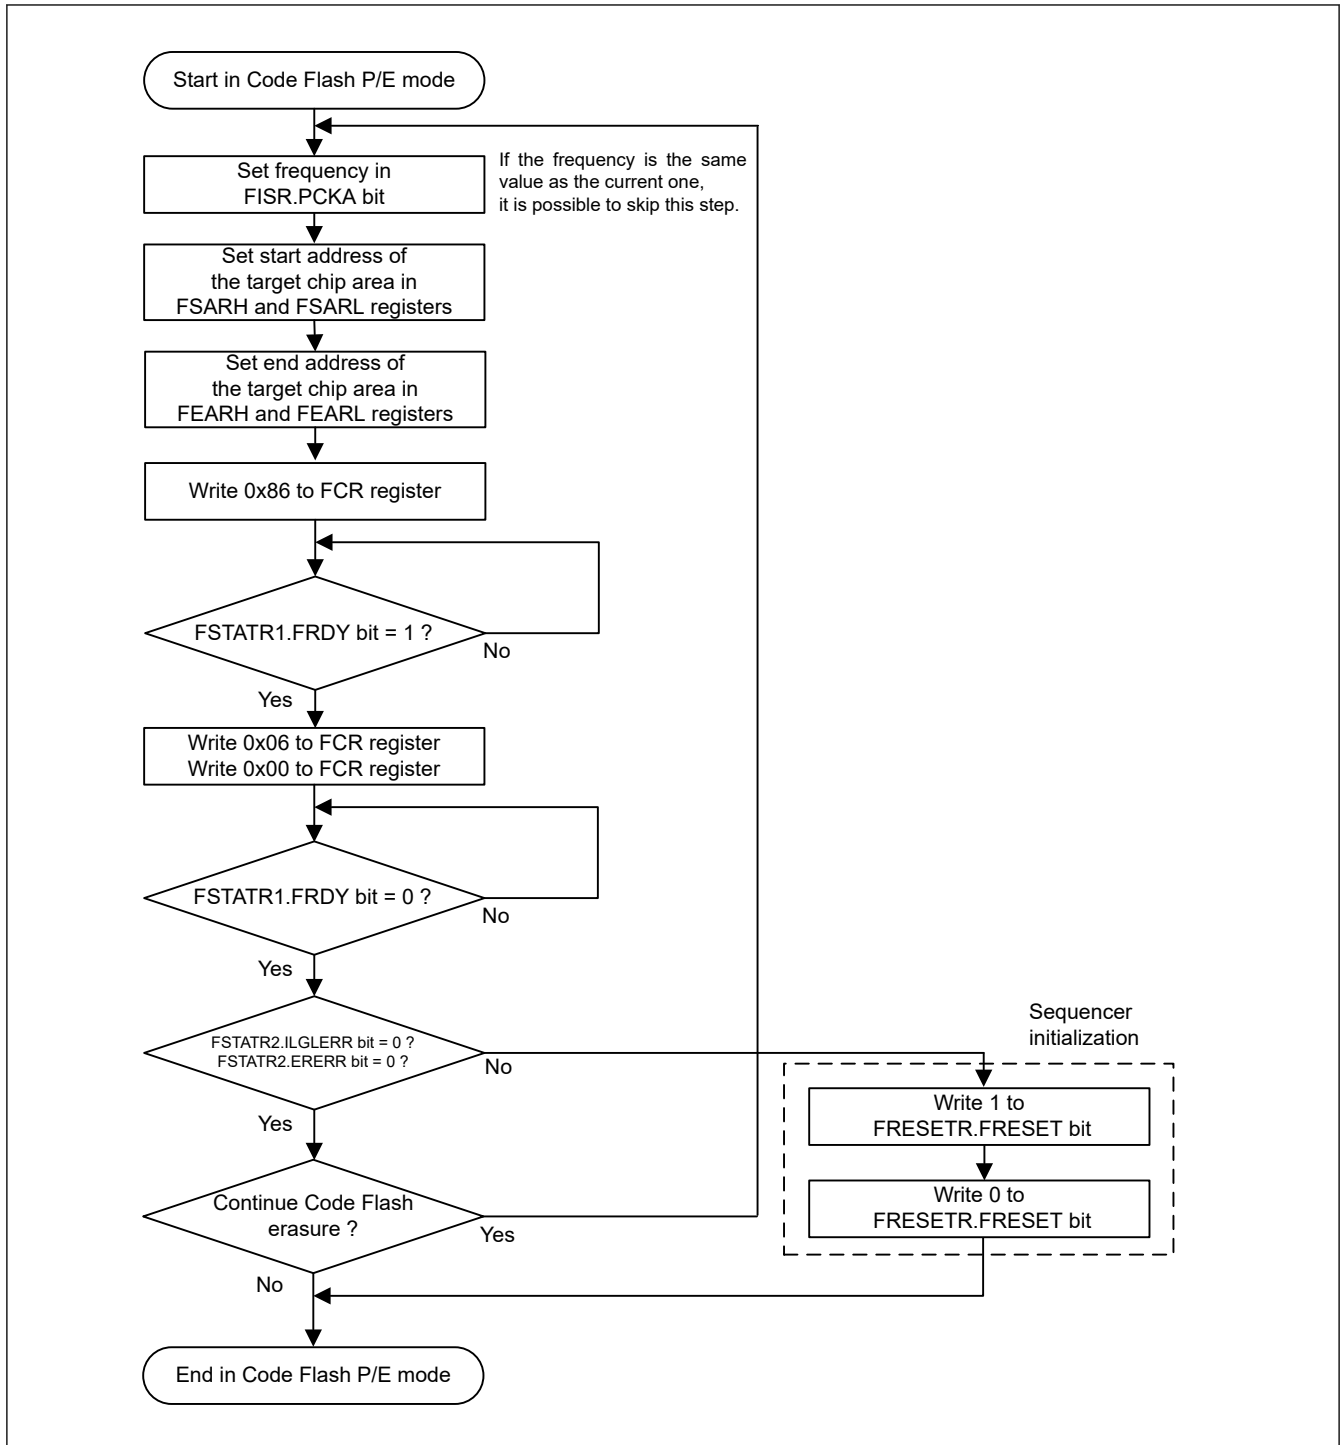 Start in Code Flash P/E mode
Set frequency in
FISR.PCKA bit
If the frequency is the same
value as the current one,
it is possible to skip this step.
Set start address of
the target chip area in
FSARH and FSARL registers
Set end address of
the target chip area in
FEARH and FEARL registers
Write 0x86 to FCR register
FSTATR1.FRDY bit = 1 ?
No
Yes
Write 0x06 to FCR register
Write 0x00 to FCR register
FSTATR1.FRDY bit = 0 ?
No
Yes
FSTATR2.ILGLERR bit = 0 ?
FSTATR2.ERERR bit = 0 ?
No
Yes
Sequencer
initialization
Write 1 to
FRESETR.FRESET bit
Write 0 to
FRESETR.FRESET bit
Continue Code Flash
erasure ?
Yes
No
End in Code Flash P/E mode